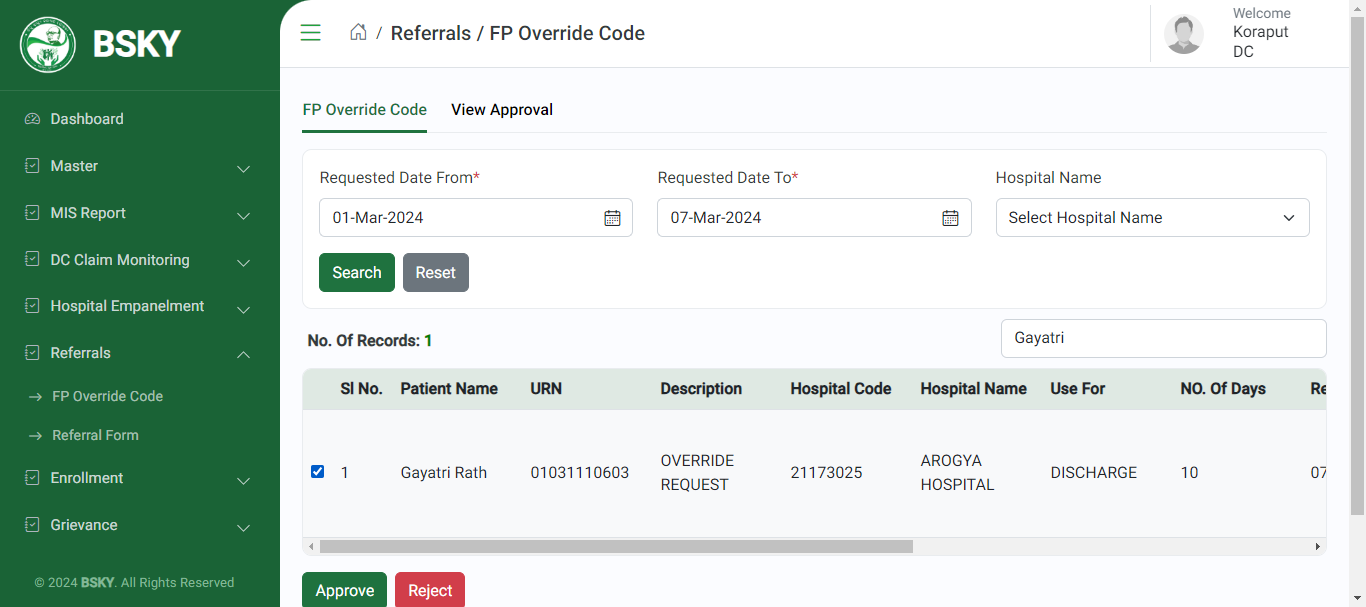 BSKY
Dashboard
Master
MIS Report
DC Claim Monitoring
Hospital Empanelment
Referrals
FP Override Code
Referral Form
Enrollment
Grievance
© 2024 BSKY. All Rights Reserved
/ Referrals / FP Override Code
Welcome
Koraput
DC
FP Override Code View Approval
Requested Date From* Requested Date To* Hospital Name
01-Mar-2024 07-Mar-2024 Select Hospital Name
Search Reset
No. Of Records: 1 Gayatri
Sl No. Patient Name URN Description Hospital Code Hospital Name Use For NO. Of Days Re
1 Gayatri Rath 01031110603 OVERRIDE REQUEST 21173025 AROGYA HOSPITAL DISCHARGE 10 07
Approve Reject